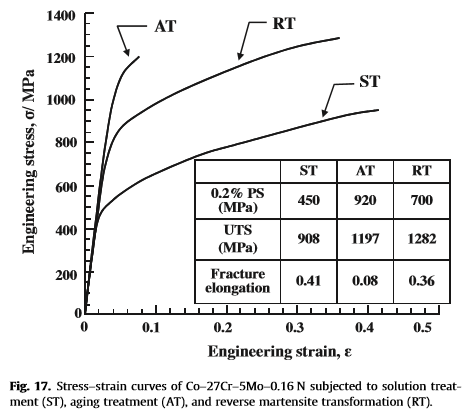 1400
1200
1000
800
600
400
200
0
Engineering stress, σ/ MPa
AT
RT
ST
ST AT RT
0.2% PS
(MPa)
450 920 700
UTS
(MPa)
908 1197 1282
Fracture
elongation
0.41 0.08 0.36
0 0.1 0.2 0.3 0.4 0.5
Engineering strain, ε
Fig. 17. Stress–strain curves of Co–27Cr–5Mo–0.16 N subjected to solution treat-
ment (ST), aging treatment (AT), and reverse martensite transformation (RT).